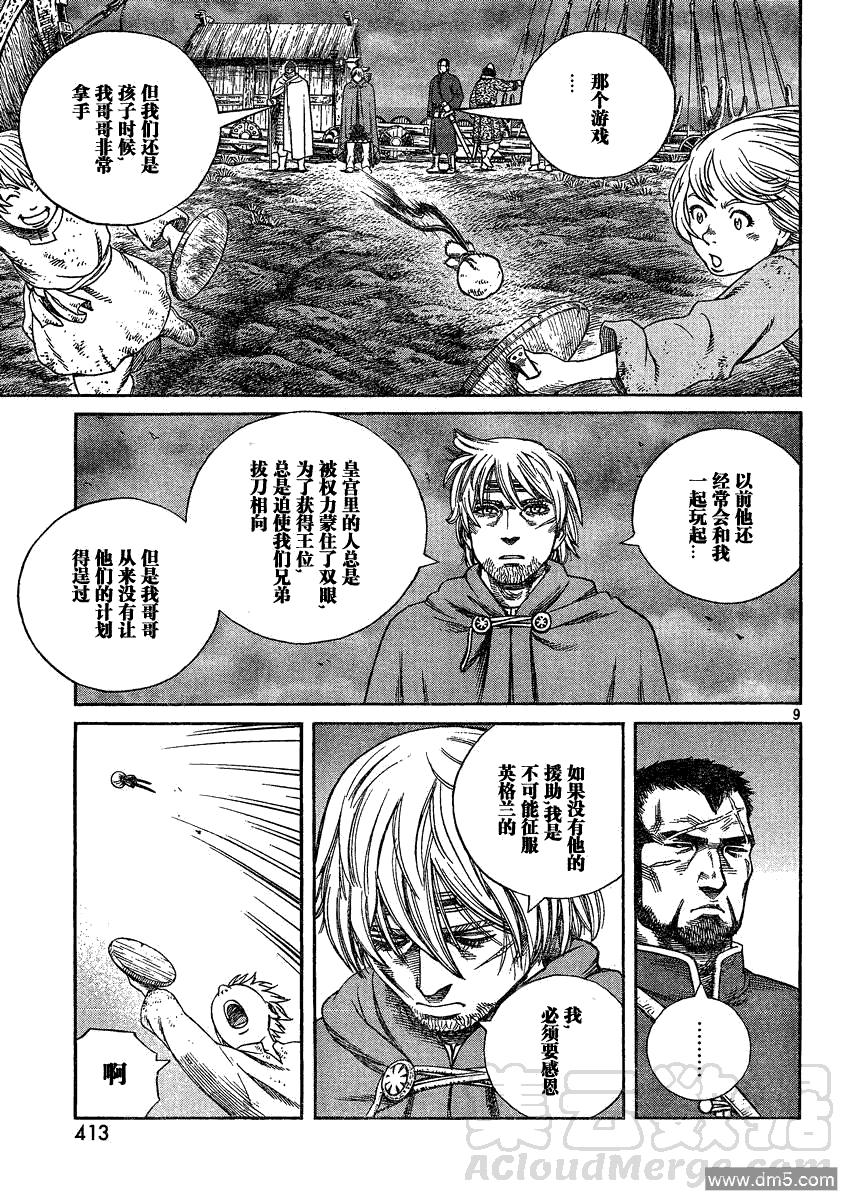 那个游戏
……
但我们还是
孩子时候,
我哥哥非常
拿手
以前他还
经常会和我
一起玩起…
皇宫里的人总是
被权力蒙住了双眼,
为了获得王位,
总是迫使我们兄弟
拔刀相向
但是我哥哥
从来没有让
他们的计划
得逞过
9
………
如果没有他的
援助,我是
不可能征服
英格兰的
我,
必须要感恩
啊
413
集云数据
ACloudMerge.com
www.dm5.com